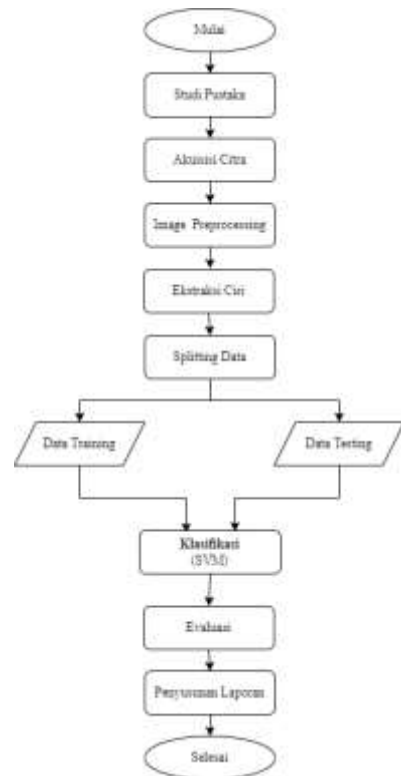 Mulai
Studi Pustaka
Akuisisi Citra
Image Preprocessing
Ekstraksi Ciri
Splitting Data
Data Training
Data Testing
Klasifikasi
(SVM)
Evaluasi
Penyusunan Laporan
Selesai